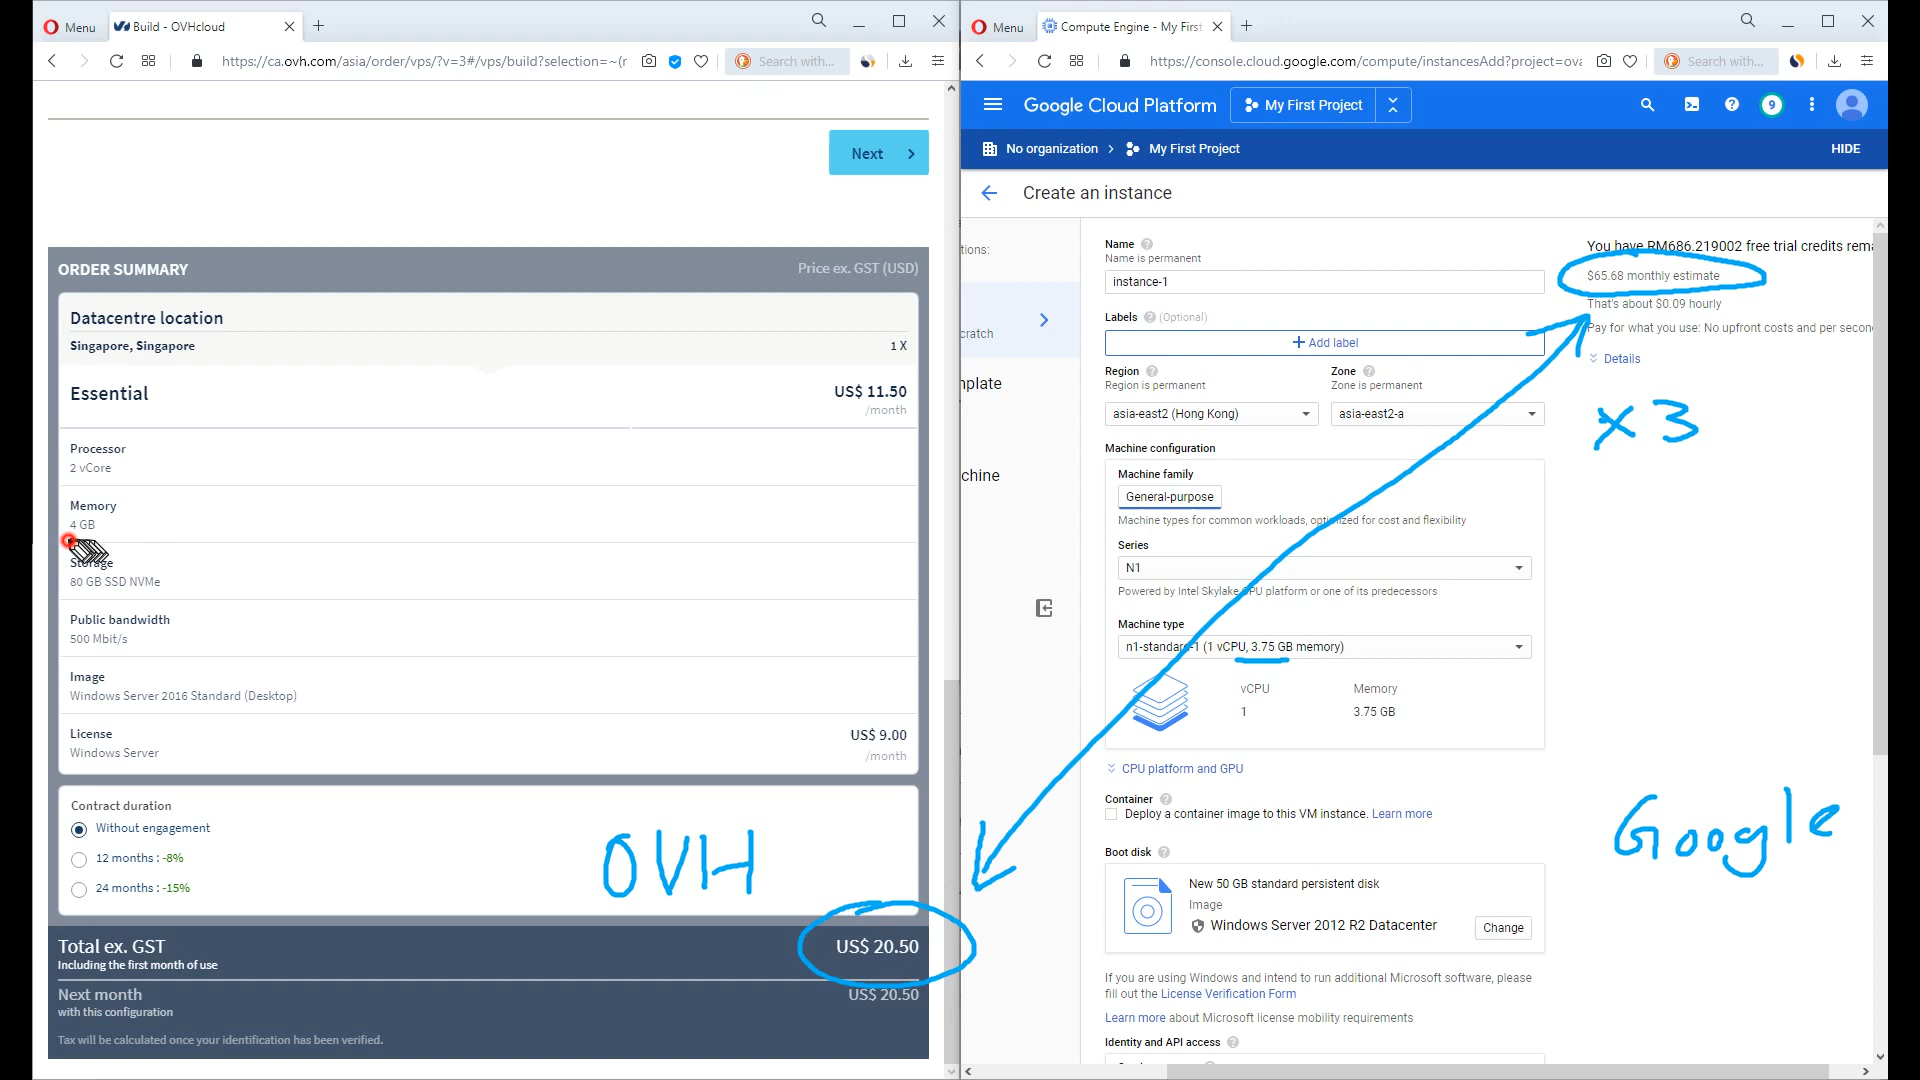 Menu
Build - OVHcloud
https://ca.ovh.com/asia/order/vps/?v=3#/vps/build?selection=~(r
Search with...
Next
ORDER SUMMARY
Price ex. GST (USD)
Datacentre location
Singapore, Singapore
1 X
Essential
US$ 11.50
/month
Processor
2 vCore
Memory
4 GB
Storage
80 GB SSD NVMe
Public bandwidth
500 Mbit/s
Image
Windows Server 2016 Standard (Desktop)
License
US$ 9.00
Windows Server
/month
Contract duration
Without engagement
12 months : -8%
24 months : -15%
OVH
Total ex. GST
US$ 20.50
Including the first month of use
Next month
US$ 20.50
with this configuration
Tax will be calculated once your identification has been verified.
Menu
Compute Engine - My First
https://console.cloud.google.com/compute/instancesAdd?project=ova
Search with...
Google Cloud Platform
My First Project
9
No organization
My First Project
HIDE
Create an instance
tions:
cratch
nplate
chine
Name
Name is permanent
instance-1
Labels (Optional)
Add label
Region
Region is permanent
asia-east2 (Hong Kong)
Zone
Zone is permanent
asia-east2-a
Machine configuration
Machine family
General-purpose
Machine types for common workloads, optimized for cost and flexibility
Series
N1
Powered by Intel Skylake CPU platform or one of its predecessors
Machine type
n1-standard-1 (1 vCPU, 3.75 GB memory)
vCPU
Memory
1
3.75 GB
CPU platform and GPU
Container
Deploy a container image to this VM instance. Learn more
Boot disk
New 50 GB standard persistent disk
Image
Windows Server 2012 R2 Datacenter
Change
If you are using Windows and intend to run additional Microsoft software, please
fill out the License Verification Form
Learn more about Microsoft license mobility requirements
Identity and API access
You have RM686.219002 free trial credits rema
$65.68 monthly estimate
That's about $0.09 hourly
Pay for what you use: No upfront costs and per secon
Details
x 3
Google